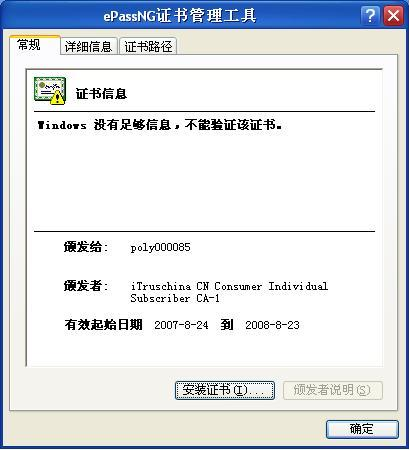 ePassNG证书管理工具
常规 详细信息 证书路径
证书信息
Windows 没有足够信息，不能验证该证书。
颁发给： poly000085
颁发者： iTruschina CN Consumer Individual
Subscriber CA-1
有效起始日期 2007-8-24 到 2008-8-23
安装证书(I)... 颁发者说明(S)
确定